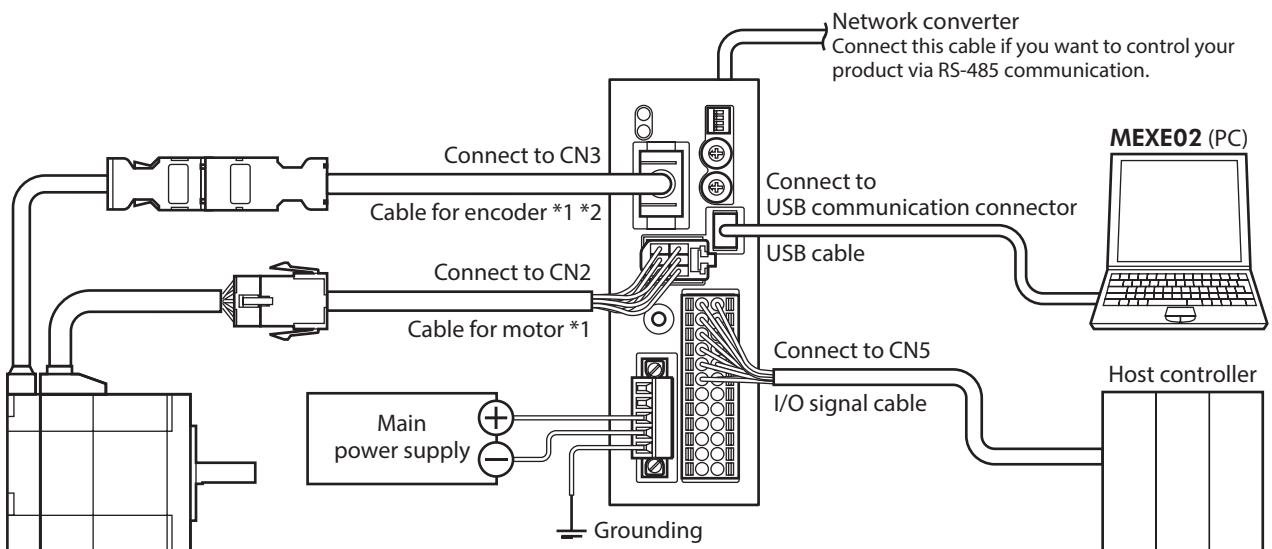 Network converter
Connect this cable if you want to control your
product via RS-485 communication.
MEXE02 (PC)
Connect to CN3
Cable for encoder *1 *2
Connect to
USB communication connector
USB cable
Connect to CN2
Cable for motor *1
Connect to CN5
I/O signal cable
Host controller
Main
power supply
+
−
Grounding